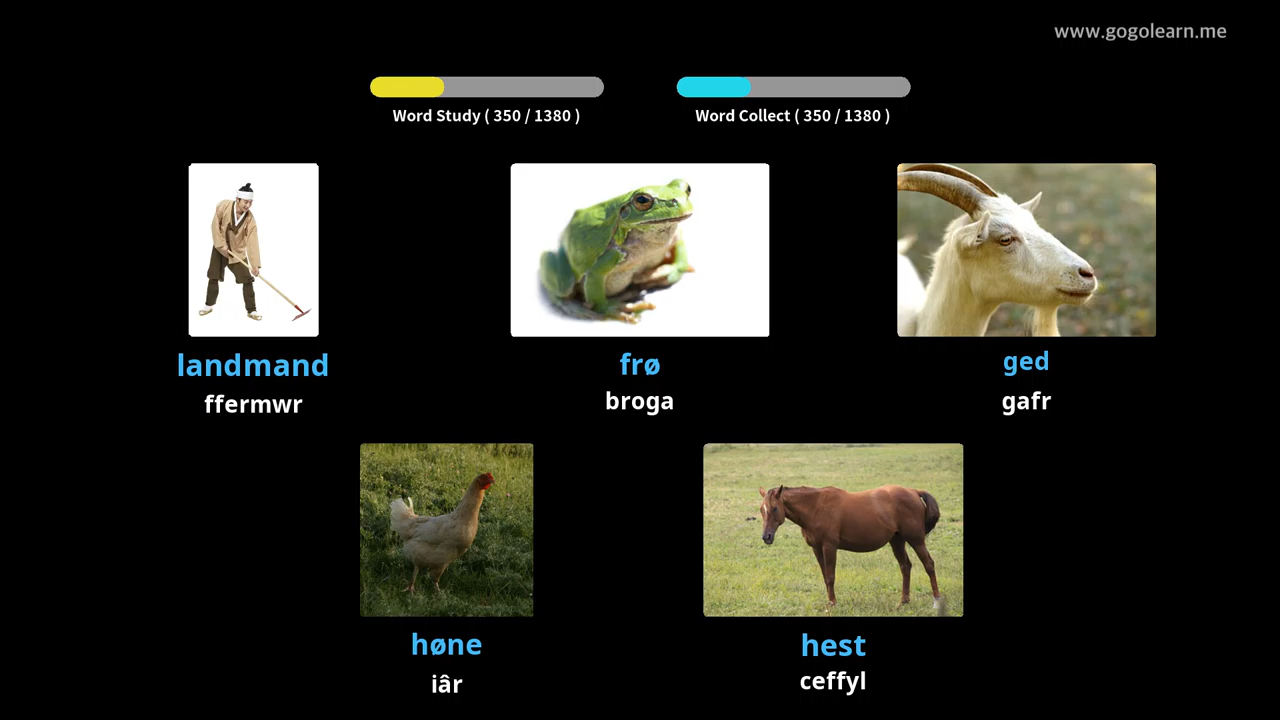 www.gogolearn.me
Word Study ( 350 / 1380 )
Word Collect ( 350 / 1380 )
landmand
frø
ged
ffermwr
broga
gafr
høne
hest
iâr
ceffyl